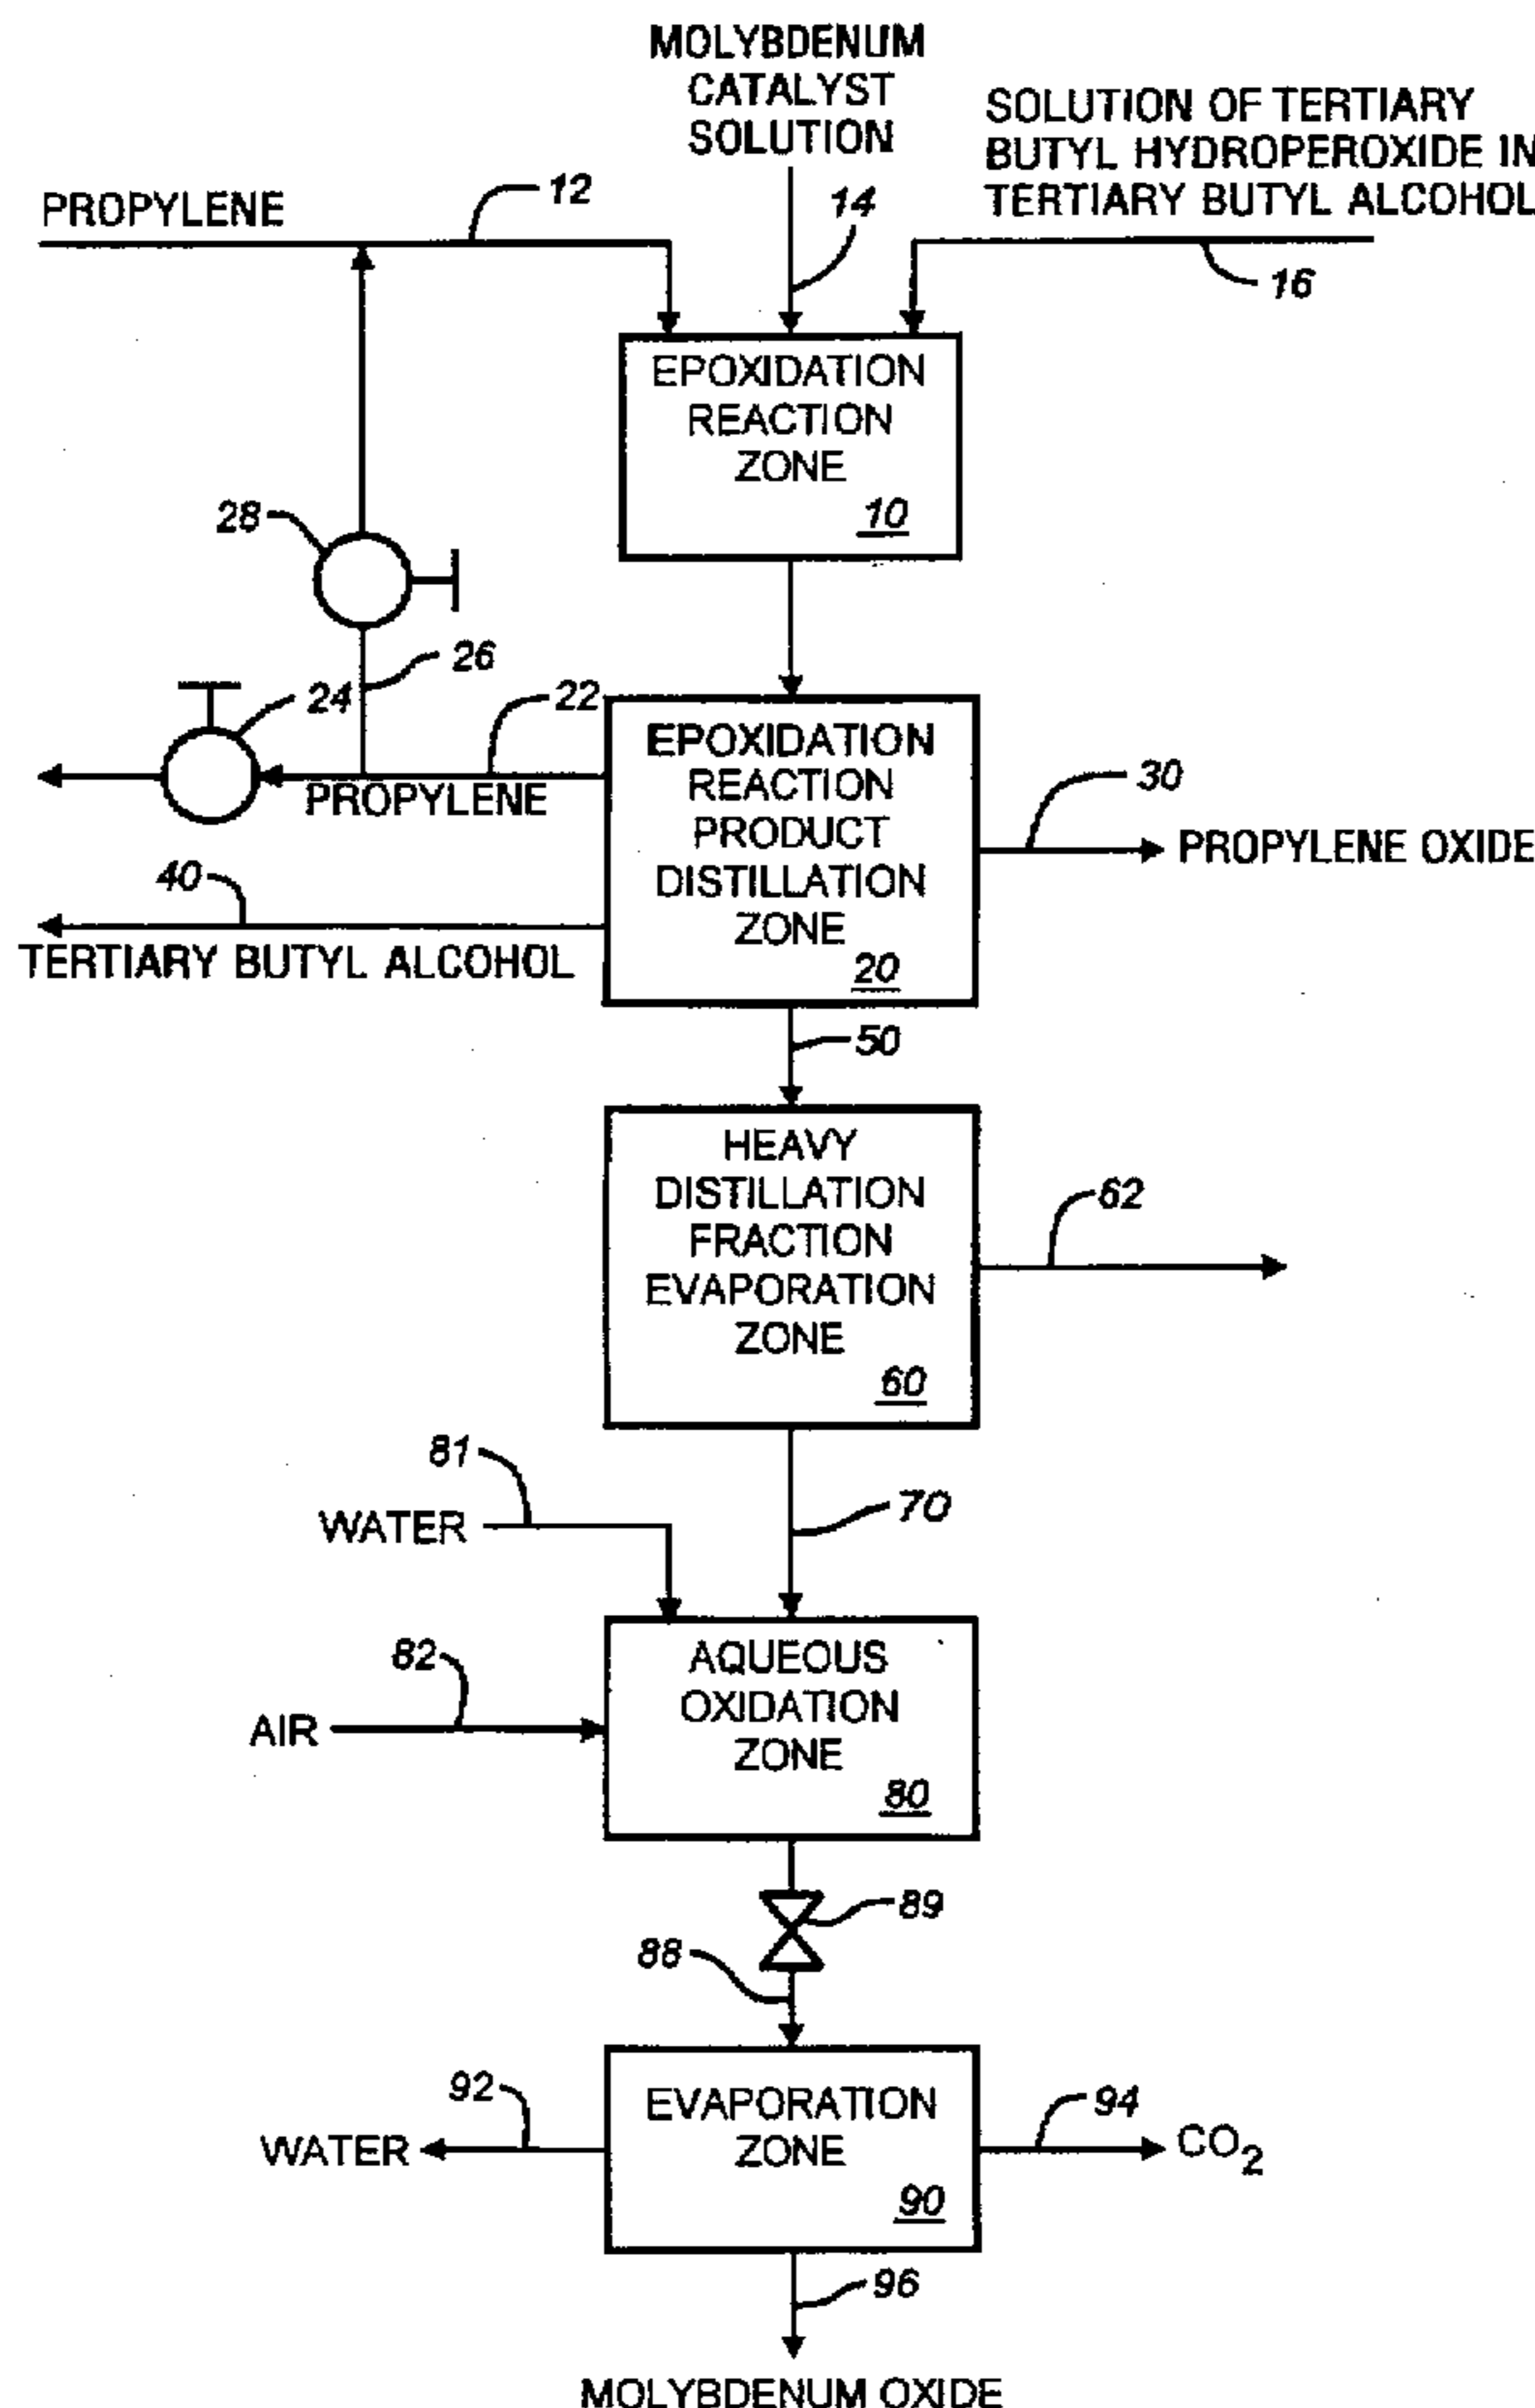 MOLYBDENUM
CATALYST
SOLUTION
SOLUTION OF TERTIARY
BUTYL HYDROPEROXIDE IN
TERTIARY BUTYL ALCOHOL
PROPYLENE
12
14
16
EPOXIDATION
REACTION
ZONE
10
28
26
24
22
PROPYLENE
EPOXIDATION
REACTION
PRODUCT
DISTILLATION
ZONE
20
30
PROPYLENE OXIDE
40
TERTIARY BUTYL ALCOHOL
50
HEAVY
DISTILLATION
FRACTION
EVAPORATION
ZONE
60
62
81
WATER
70
82
AIR
AQUEOUS
OXIDATION
ZONE
80
89
88
92
WATER
EVAPORATION
ZONE
90
94
CO2
96
MOLYBDENUM OXIDE